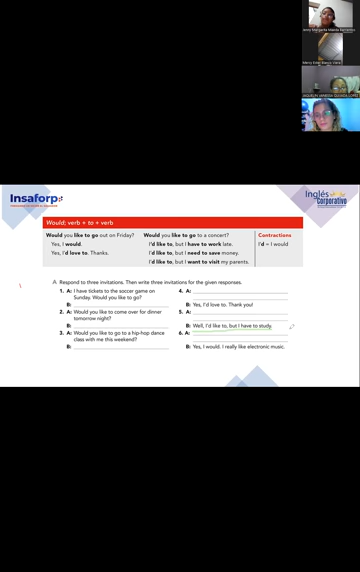 Insaforp
Inglés
Corporativo
Would; verb + to + verb
Would you like to go out on Friday?
Yes, I would.
Yes, I'd love to. Thanks.
Would you like to go to a concert?
I'd like to, but I have to work late.
I'd like to, but I need to save money.
I'd like to, but I want to visit my parents.
Contractions
I'd = I would
A Respond to three invitations. Then write three invitations for the given responses.
1. A: I have tickets to the soccer game on
Sunday. Would you like to go?
B:
2. A: Would you like to come over for dinner
tomorrow night?
B:
3. A: Would you like to go to a hip-hop dance
class with me this weekend?
B:
4. A:
B: Yes, I'd love to. Thank you!
5. A:
B: Well, I'd like to, but I have to study.
6. A:
B: Yes, I would. I really like electronic music.